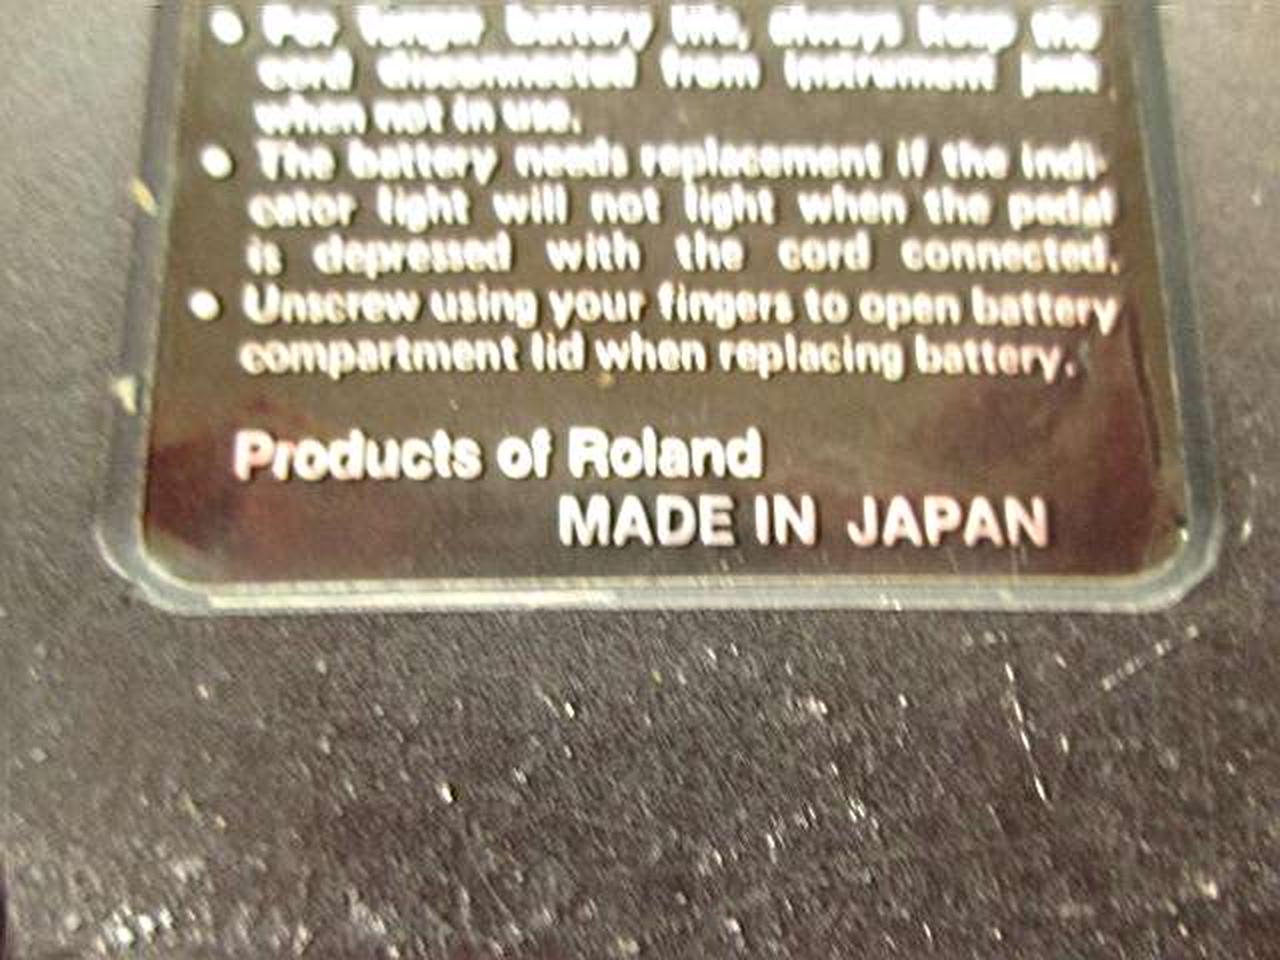 • For longer battery life, always keep the
cord disconnected from instrument jack
when not in use.
• The battery needs replacement if the indi-
cator light will not light when the pedal
is depressed with the cord connected.
• Unscrew using your fingers to open battery
compartment lid when replacing battery.
Products of Roland
MADE IN JAPAN